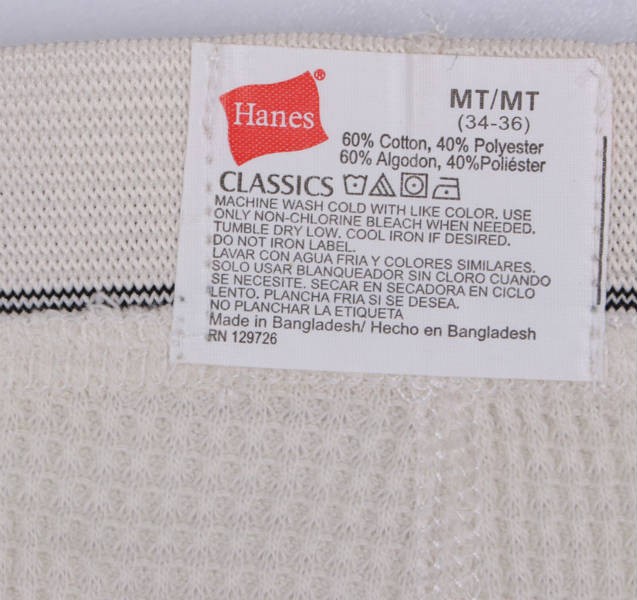 Hanes®
MT/MT
(34-36)
60% Cotton, 40% Polyester
60% Algodon, 40%Poliéster
CLASSICS
MACHINE WASH COLD WITH LIKE COLOR. USE
ONLY NON-CHLORINE BLEACH WHEN NEEDED.
TUMBLE DRY LOW. COOL IRON IF DESIRED.
DO NOT IRON LABEL.
LAVAR CON AGUA FRIA Y COLORES SIMILARES.
SOLO USAR BLANQUEADOR SIN CLORO CUANDO
SE NECESITE. SECAR EN SECADORA EN CICLO
LENTO. PLANCHA FRIA SI SE DESEA.
NO PLANCHAR LA ETIQUETA
Made in Bangladesh/ Hecho en Bangladesh
RN 129726